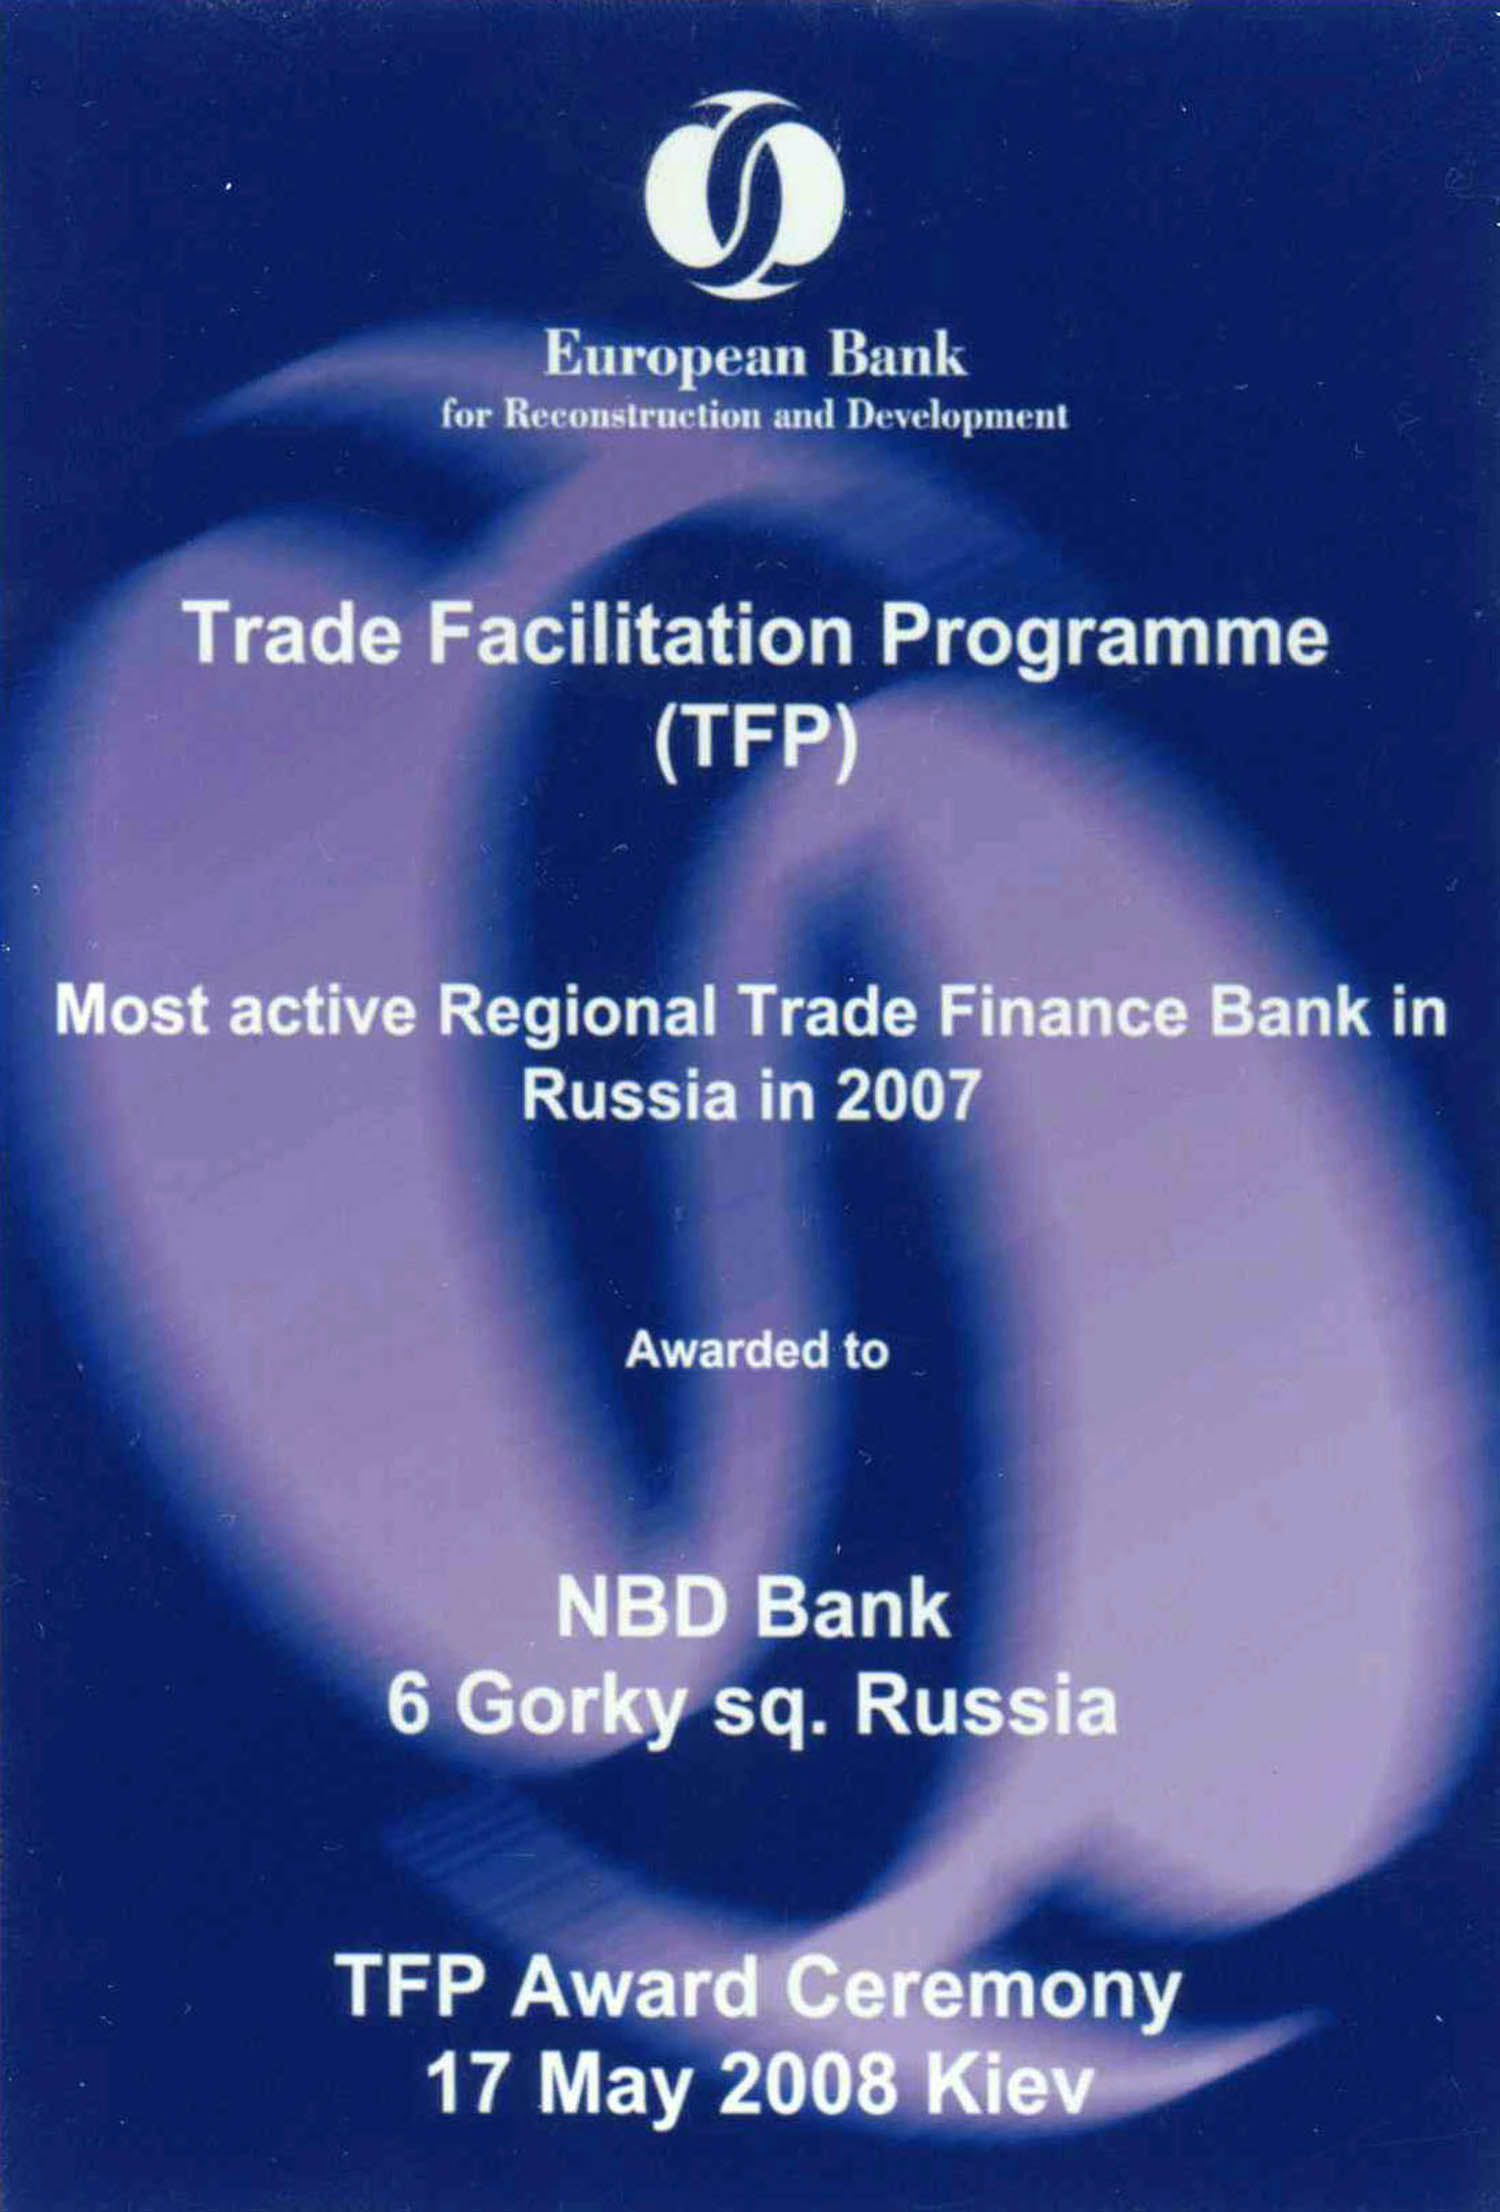 European Bank
for Reconstruction and Development
Trade Facilitation Programme
(TFP)
Most active Regional Trade Finance Bank in
Russia in 2007
Awarded to
NBD Bank
6 Gorky sq. Russia
TFP Award Ceremony
17 May 2008 Kiev